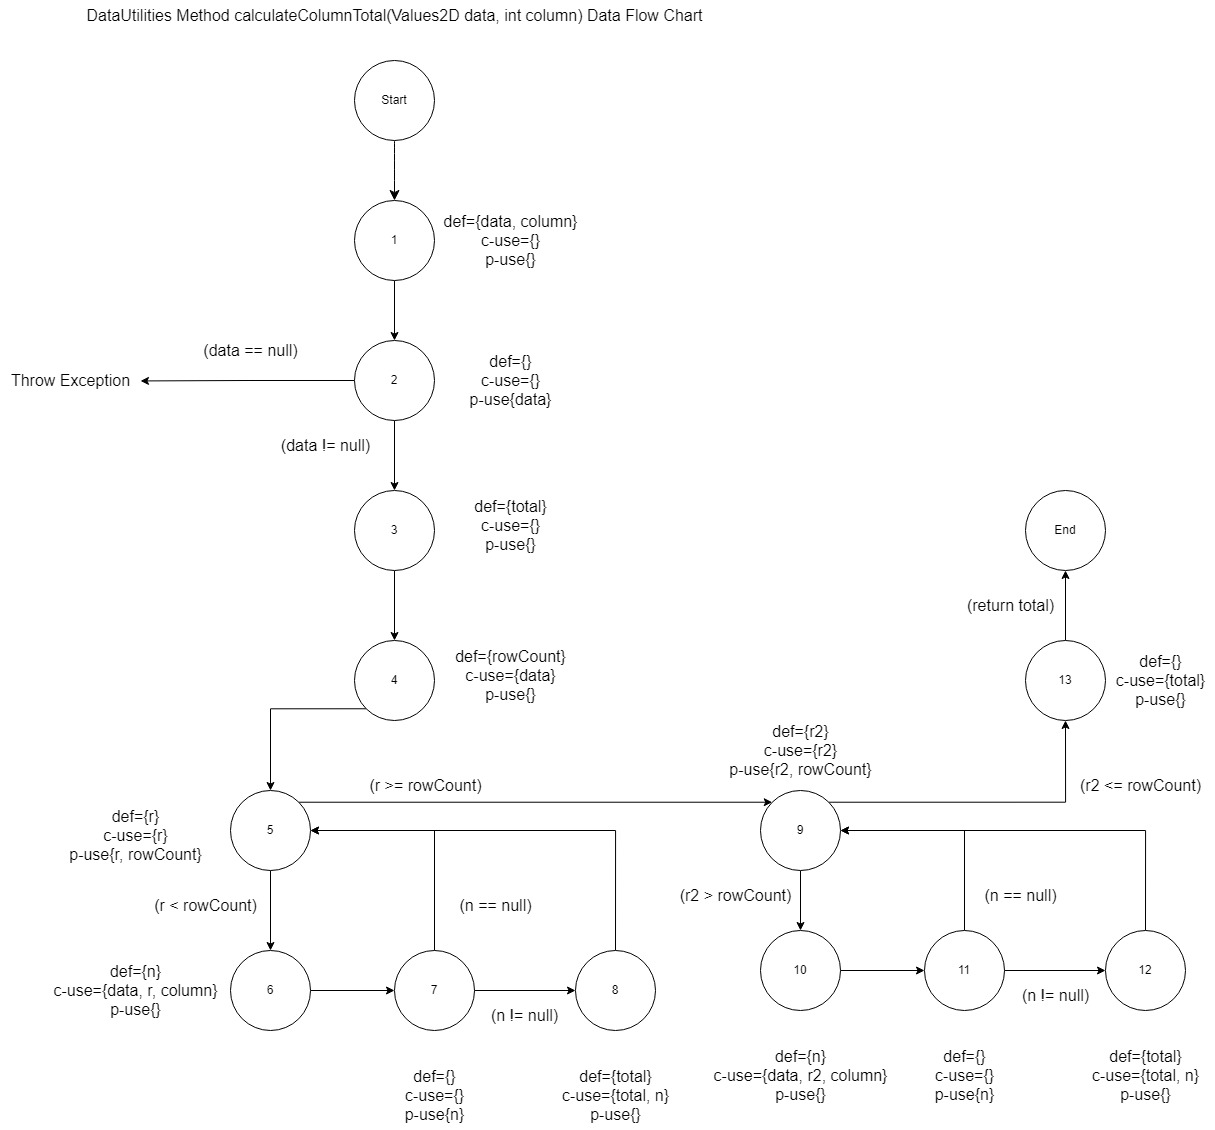 DataUtilities Method calculateColumnTotal(Values2D data, int column) Data Flow Chart
Start
1
def={data, column}
c-use={}
p-use{}
(data == null)
Throw Exception
2
def={}
c-use={}
p-use{data}
(data != null)
3
def={total}
c-use={}
p-use{}
4
def={rowCount}
c-use={data}
p-use{}
5
def={r}
c-use={r}
p-use{r, rowCount}
(r >= rowCount)
(r < rowCount)
6
def={n}
c-use={data, r, column}
p-use{}
7
(n == null)
(n != null)
8
def={}
c-use={}
p-use{n}
def={total}
c-use={total, n}
p-use{}
def={r2}
c-use={r2}
p-use{r2, rowCount}
9
(r2 > rowCount)
10
11
(n == null)
(n != null)
12
def={n}
c-use={data, r2, column}
p-use{}
def={}
c-use={}
p-use{n}
def={total}
c-use={total, n}
p-use{}
(r2 <= rowCount)
13
def={}
c-use={total}
p-use{}
(return total)
End